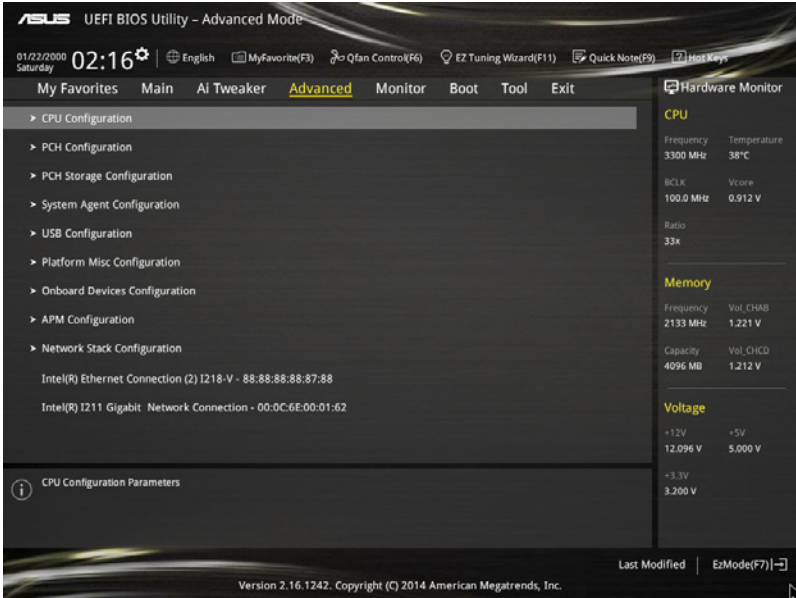 ASUS UEFI BIOS Utility – Advanced Mode
01/22/2000 Saturday 02:16 English MyFavorite(F3) Qfan Control(F6) EZ Tuning Wizard(F11) Quick Note(F9) ? Hot Keys
My Favorites Main Ai Tweaker Advanced Monitor Boot Tool Exit
> CPU Configuration
> PCH Configuration
> PCH Storage Configuration
> System Agent Configuration
> USB Configuration
> Platform Misc Configuration
> Onboard Devices Configuration
> APM Configuration
> Network Stack Configuration
Intel(R) Ethernet Connection (2) I218-V - 88:88:88:88:87:88
Intel(R) I211 Gigabit Network Connection - 00:0C:6E:00:01:62
i CPU Configuration Parameters
Hardware Monitor
CPU
Frequency Temperature
3300 MHz 38°C
BCLK Vcore
100.0 MHz 0.912 V
Ratio
33x
Memory
Frequency Vol_CHAB
2133 MHz 1.221 V
Capacity Vol_CHCD
4096 MB 1.212 V
Voltage
+12V +5V
12.096 V 5.000 V
+3.3V
3.200 V
Last Modified EzMode(F7)
Version 2.16.1242. Copyright (C) 2014 American Megatrends, Inc.